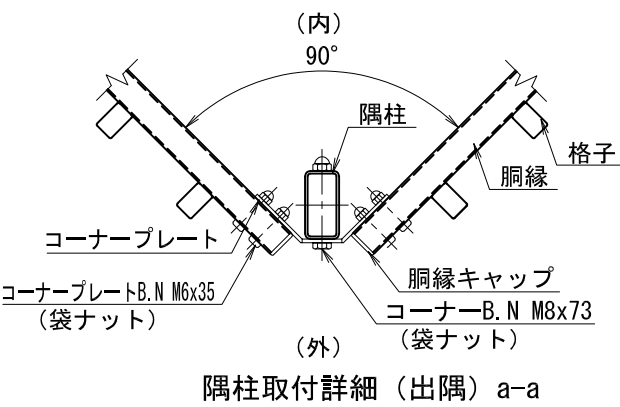 (内)
90°
隅柱
格子
胴縁
コーナープレート
胴縁キャップ
コーナープレートB.N M6x35
(袋ナット)
コーナーB.N M8x73
(袋ナット)
(外)
隅柱取付詳細(出隅)a-a